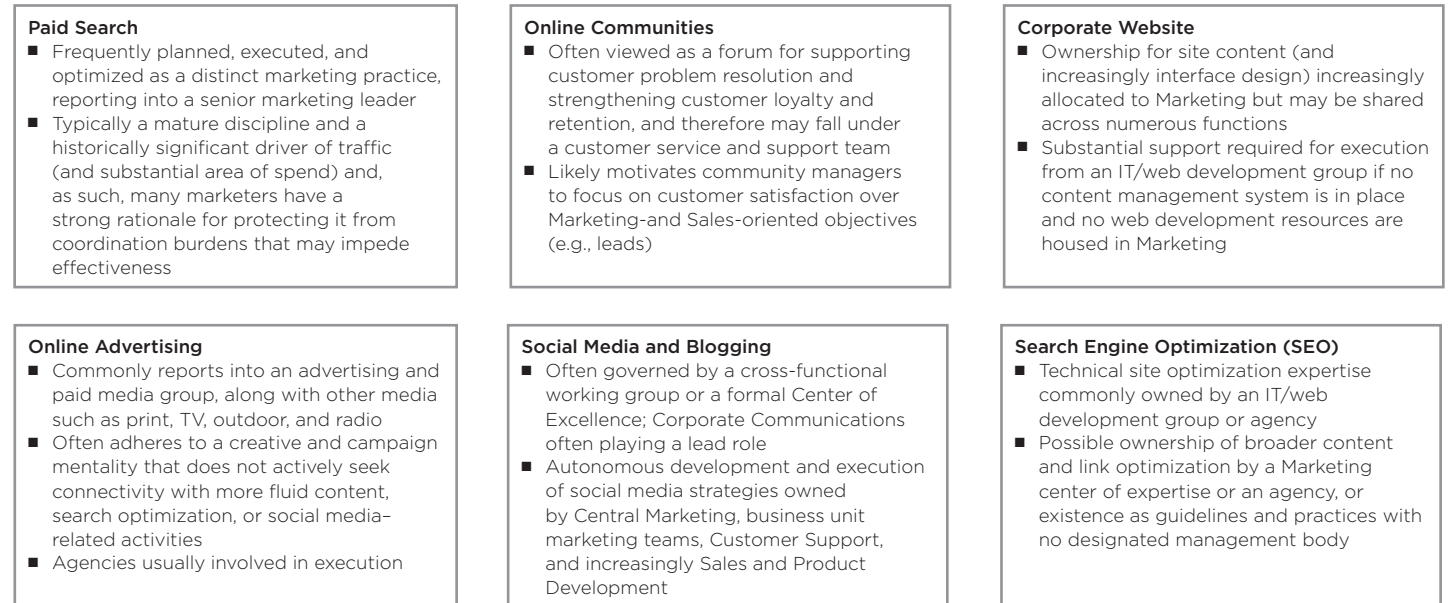 Paid Search
■ Frequently planned, executed, and
optimized as a distinct marketing practice,
reporting into a senior marketing leader
■ Typically a mature discipline and a
historically significant driver of traffic
(and substantial area of spend) and,
as such, many marketers have a
strong rationale for protecting it from
coordination burdens that may impede
effectiveness
Online Communities
■ Often viewed as a forum for supporting
customer problem resolution and
strengthening customer loyalty and
retention, and therefore may fall under
a customer service and support team
■ Likely motivates community managers
to focus on customer satisfaction over
Marketing-and Sales-oriented objectives
(e.g., leads)
Corporate Website
■ Ownership for site content (and
increasingly interface design) increasingly
allocated to Marketing but may be shared
across numerous functions
■ Substantial support required for execution
from an IT/web development group if no
content management system is in place
and no web development resources are
housed in Marketing
Online Advertising
■ Commonly reports into an advertising and
paid media group, along with other media
such as print, TV, outdoor, and radio
■ Often adheres to a creative and campaign
mentality that does not actively seek
connectivity with more fluid content,
search optimization, or social media–
related activities
■ Agencies usually involved in execution
Social Media and Blogging
■ Often governed by a cross-functional
working group or a formal Center of
Excellence; Corporate Communications
often playing a lead role
■ Autonomous development and execution
of social media strategies owned
by Central Marketing, business unit
marketing teams, Customer Support,
and increasingly Sales and Product
Development
Search Engine Optimization (SEO)
■ Technical site optimization expertise
commonly owned by an IT/web
development group or agency
■ Possible ownership of broader content
and link optimization by a Marketing
center of expertise or an agency, or
existence as guidelines and practices with
no designated management body